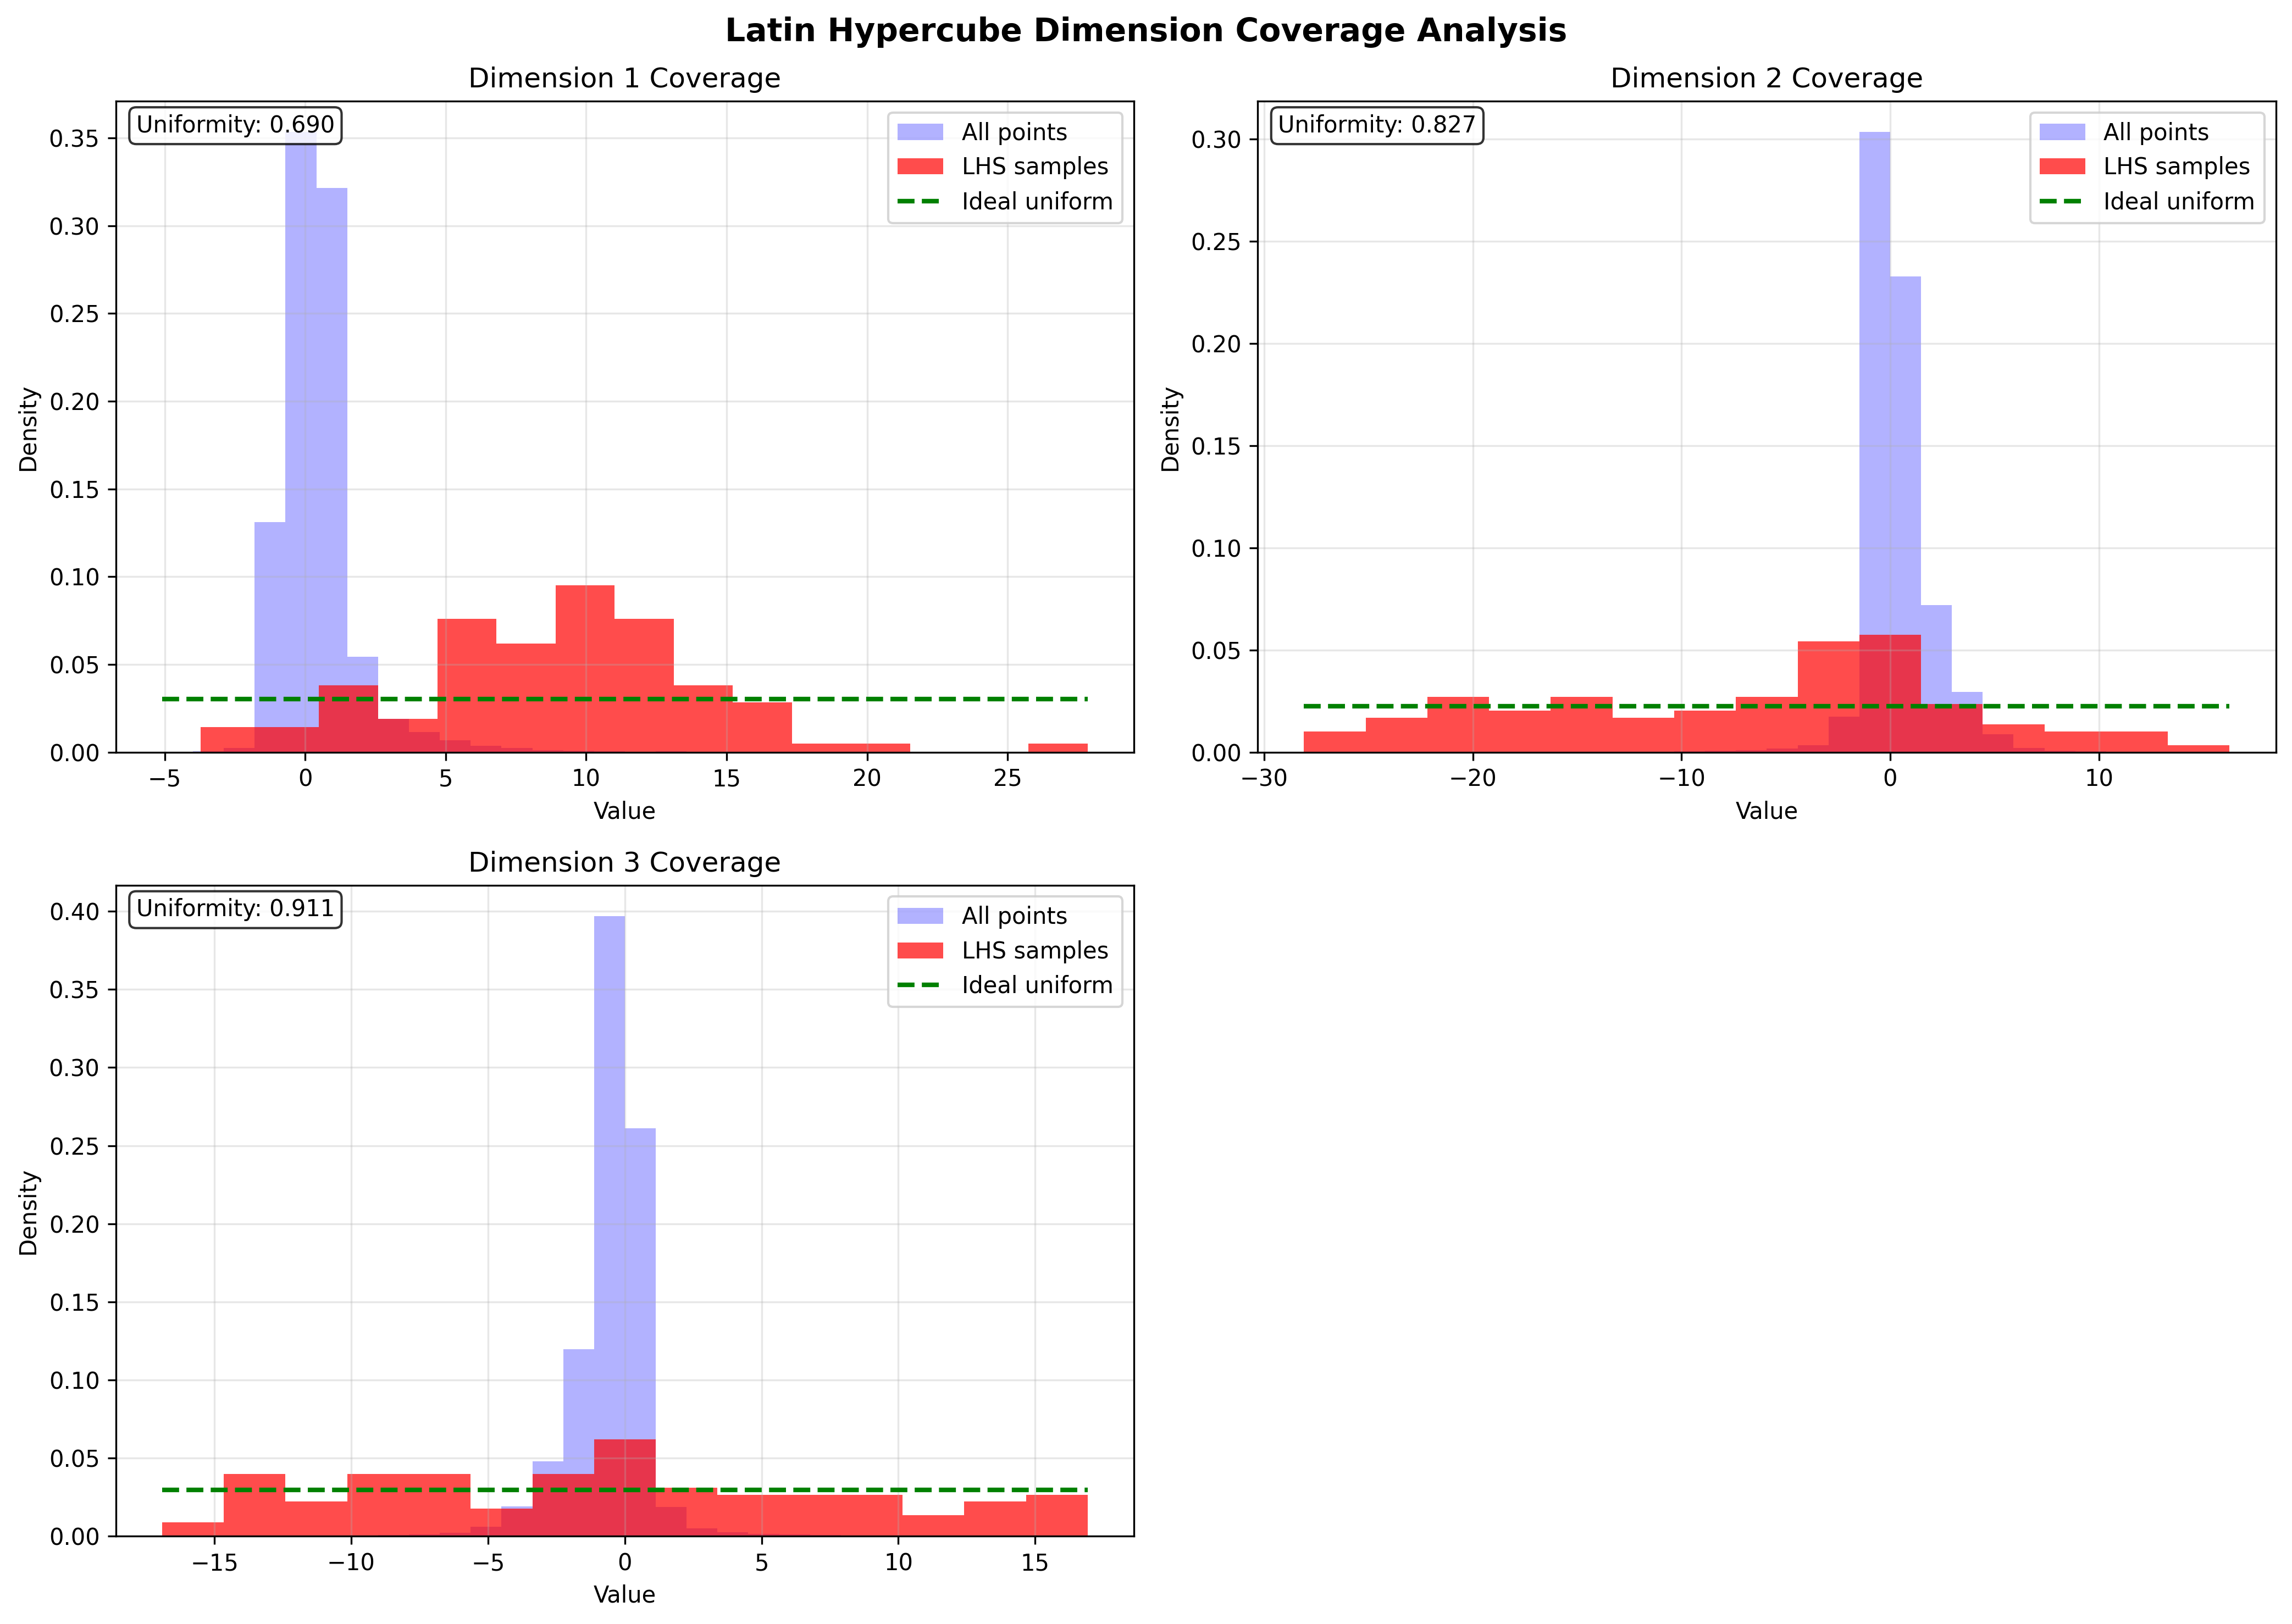 Latin Hypercube Dimension Coverage Analysis
Dimension 1 Coverage
Uniformity: 0.690
All points
LHS samples
Ideal uniform
Density
0.35
0.30
0.25
0.20
0.15
0.10
0.05
0.00
−5 0 5 10 15 20 25
Value
Dimension 2 Coverage
Uniformity: 0.827
All points
LHS samples
Ideal uniform
Density
0.30
0.25
0.20
0.15
0.10
0.05
0.00
−30 −20 −10 0 10
Value
Dimension 3 Coverage
Uniformity: 0.911
All points
LHS samples
Ideal uniform
Density
0.40
0.35
0.30
0.25
0.20
0.15
0.10
0.05
0.00
−15 −10 −5 0 5 10 15
Value